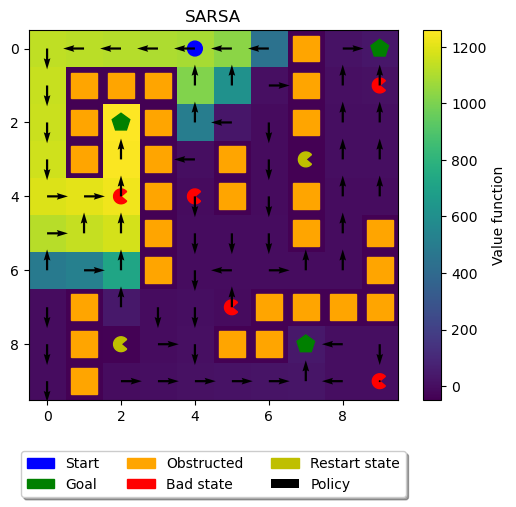 SARSA
0
2
4
6
8
0 2 4 6 8
1200
1000
800
600
400
200
0
Value function
Start Obstructed Restart state
Goal Bad state Policy